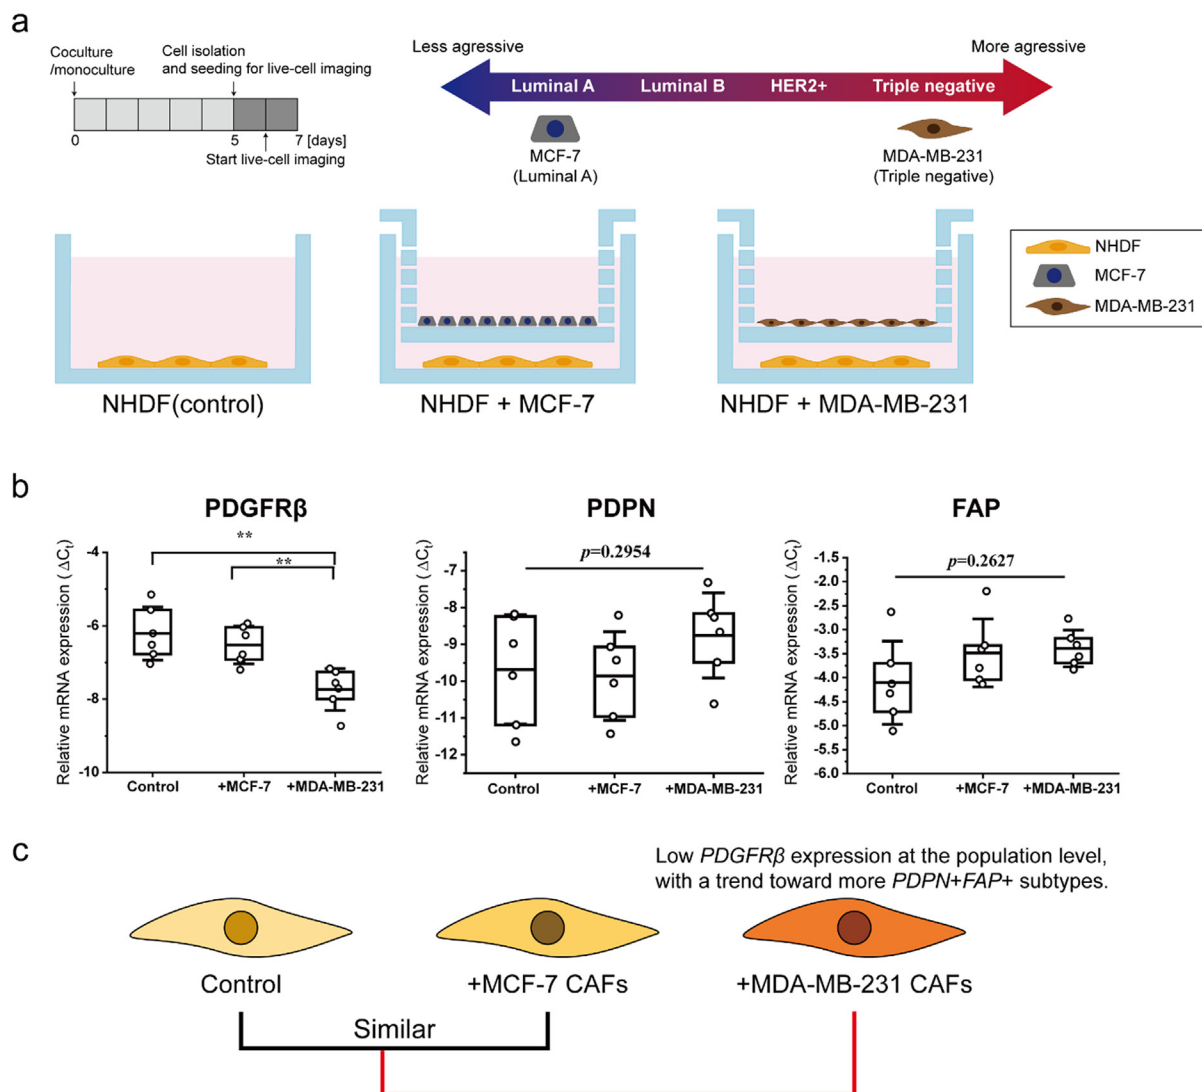 a
Coculture
/monoculture
Cell isolation
and seeding for live-cell imaging
0
5
7 [days]
Start live-cell imaging
Less agressive
More agressive
Luminal A
Luminal B
HER2+
Triple negative
MCF-7
(Luminal A)
MDA-MB-231
(Triple negative)
NHDF
MCF-7
MDA-MB-231
NHDF(control)
NHDF + MCF-7
NHDF + MDA-MB-231
b
PDGFRβ
Relative mRNA expression ( ΔCt)
-4
-6
-8
-10
**
**
Control
+MCF-7
+MDA-MB-231
PDPN
Relative mRNA expression (ΔCt)
-7
-8
-9
-10
-11
-12
p=0.2954
Control
+MCF-7
+MDA-MB-231
FAP
Relative mRNA expression (ΔCt)
-1.5
-2.0
-2.5
-3.0
-3.5
-4.0
-4.5
-5.0
-5.5
-6.0
p=0.2627
Control
+MCF-7
+MDA-MB-231
c
Low PDGFRβ expression at the population level,
with a trend toward more PDPN+FAP+ subtypes.
Control
+MCF-7 CAFs
+MDA-MB-231 CAFs
Similar